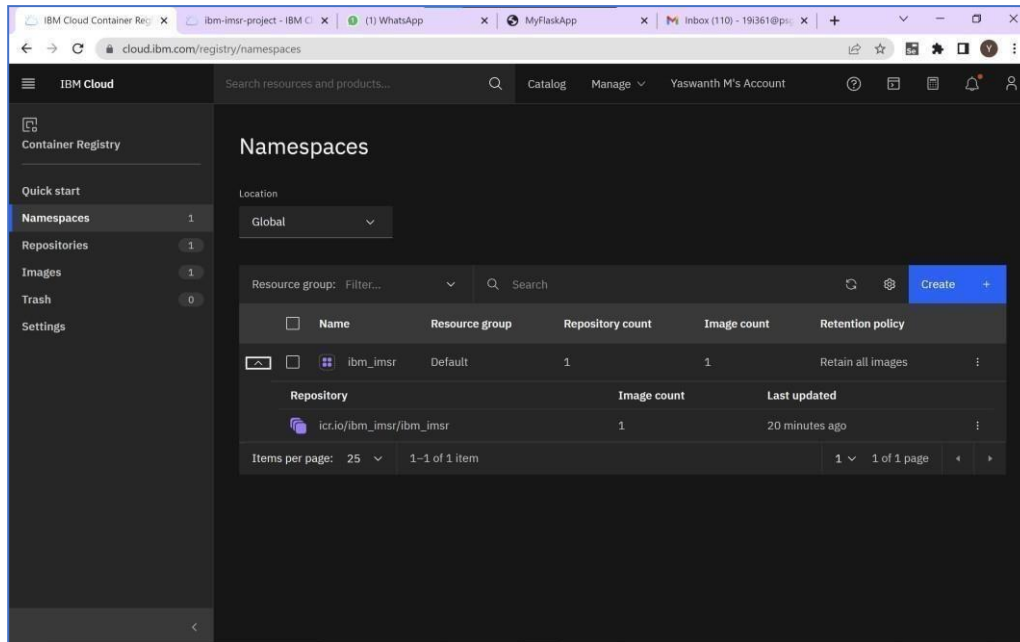 IBM Cloud Container Reg
ibm-imsr-project - IBM Cl
(1) WhatsApp
MyFlaskApp
Inbox (110) - 19i361@psg
cloud.ibm.com/registry/namespaces
Se
Y
IBM Cloud
Search resources and products...
Catalog
Manage
Yaswanth M's Account
Container Registry
Quick start
Namespaces 1
Repositories 1
Images 1
Trash 0
Settings
Namespaces
Location
Global
Resource group: Filter...
Search
Create +
Name Resource group Repository count Image count Retention policy
ibm_imsr Default 1 1 Retain all images
Repository Image count Last updated
icr.io/ibm_imsr/ibm_imsr 1 20 minutes ago
Items per page: 25 1–1 of 1 item 1 1 of 1 page